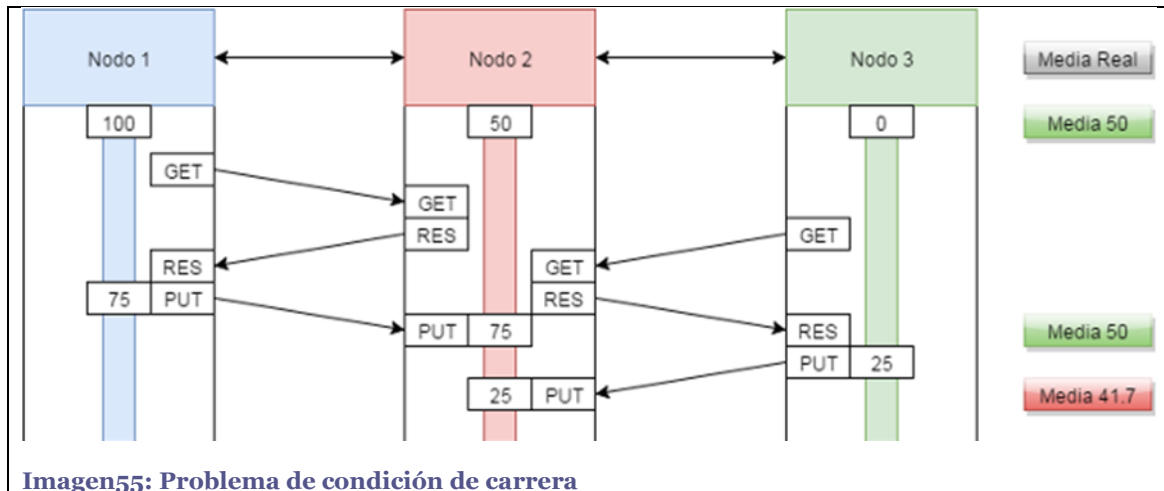 Nodo 1
Nodo 2
Nodo 3
Media Real
100
50
0
Media 50
GET
GET
RES
GET
RES
GET
75
PUT
RES
PUT
75
RES
Media 50
PUT
25
25
PUT
Media 41.7
Imagen55: Problema de condición de carrera